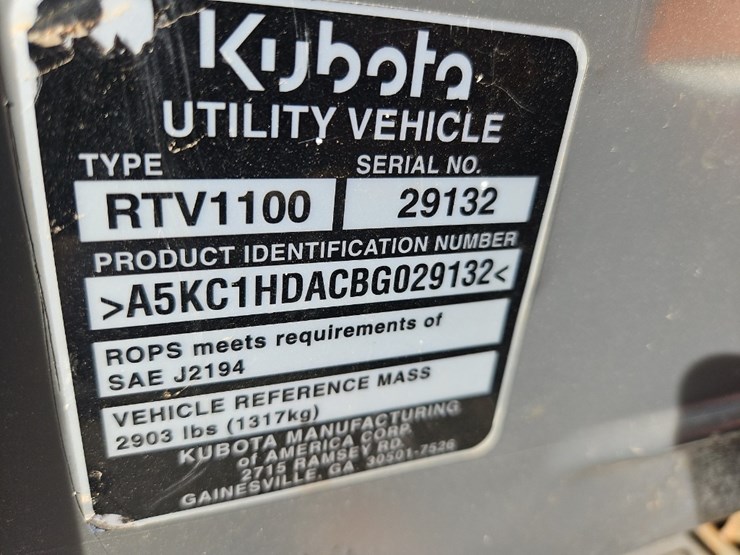 Kubota
UTILITY VEHICLE
TYPE SERIAL NO.
RTV1100 29132
PRODUCT IDENTIFICATION NUMBER
>A5KC1HDACBG029132<
ROPS meets requirements of
SAE J2194
VEHICLE REFERENCE MASS
2903 lbs (1317kg)
KUBOTA MANUFACTURING
of AMERICA CORP.
2715 RAMSEY RD.
GAINESVILLE, GA 30501-7526